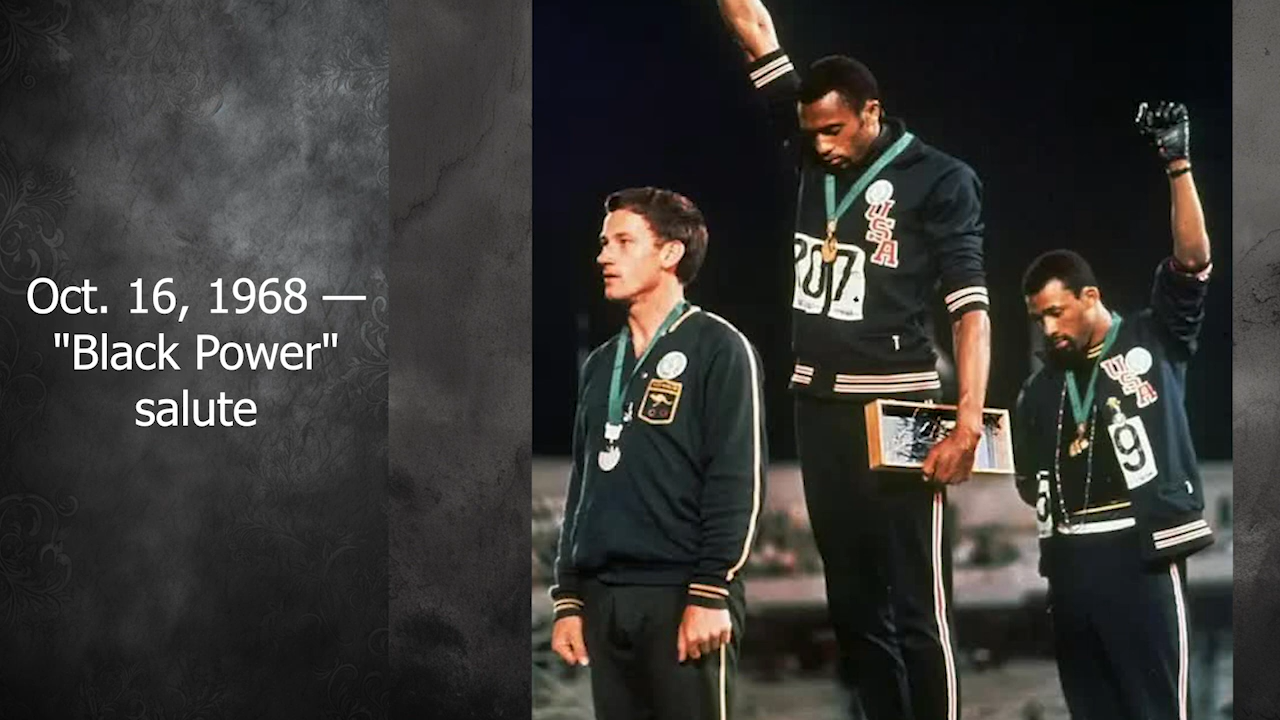 Oct. 16, 1968 —
"Black Power"
salute
USA
307.
USA
9